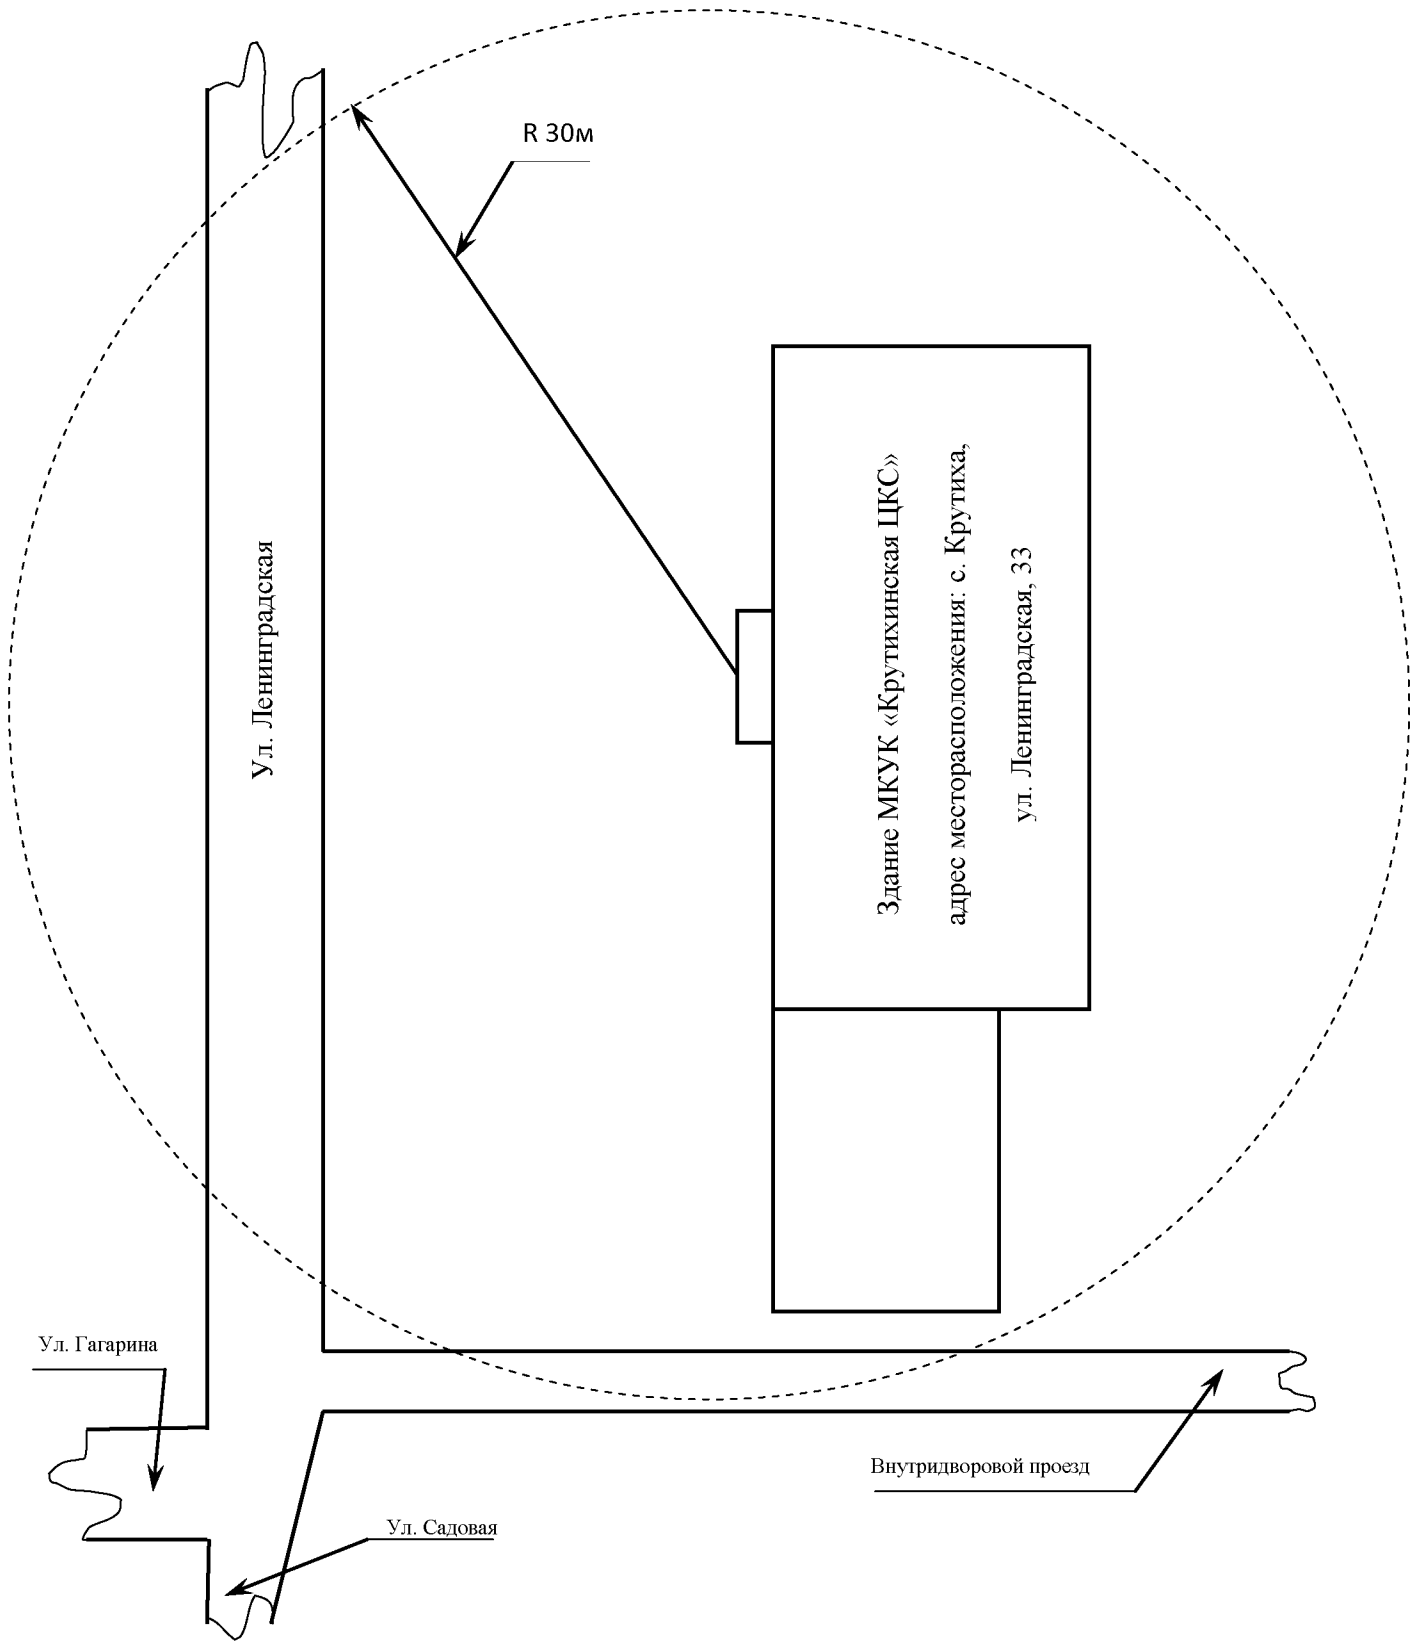 R 30м
Ул. Ленинградская
Здание МКУК «Крутихинская ЦКС»
адрес месторасположения: с. Крутиха,
ул. Ленинградская, 33
Ул. Гагарина
Внутридворовой проезд
Ул. Садовая